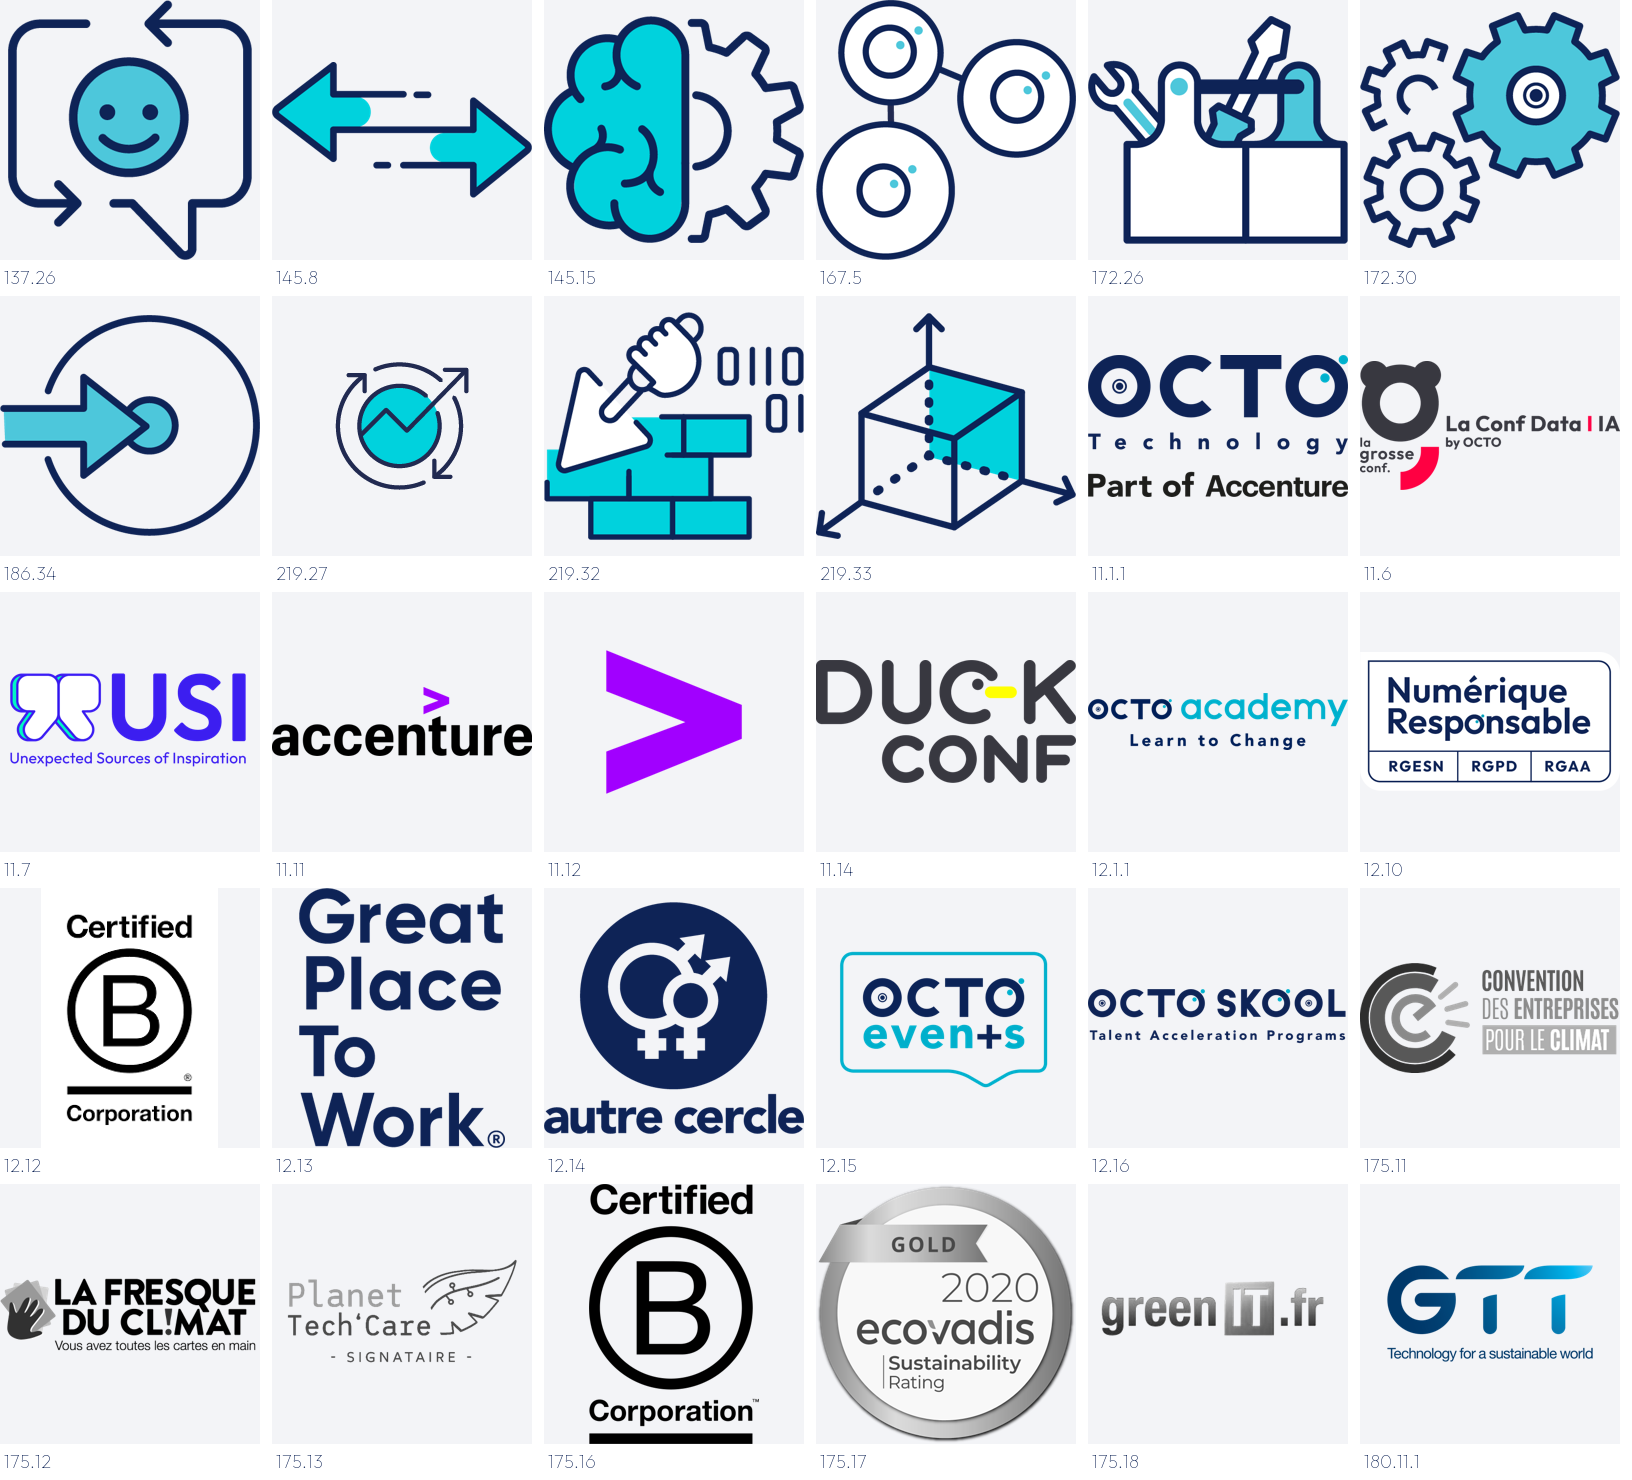 137.26
145.8
145.15
167.5
172.26
172.30
0110
01
OCTO
Technology
Part of Accenture
la
grosse
conf.
La Conf Data | IA
by OCTO
186.34
219.27
219.32
219.33
11.1.1
11.6
USI
Unexpected Sources of Inspiration
accenture
DUCK
CONF
OCTO academy
Learn to Change
Numérique
Responsable
RGESN RGPD RGAA
11.7
11.11
11.12
11.14
12.1.1
12.10
Certified
B
®
Corporation
Great
Place
To
Work®
autre cercle
OCTO
even+s
OCTO SKOOL
Talent Acceleration Programs
CONVENTION
DES ENTREPRISES
POUR LE CLIMAT
12.12
12.13
12.14
12.15
12.16
175.11
LA FRESQUE
DU CL!MAT
Vous avez toutes les cartes en main
Planet
Tech'Care
- SIGNATAIRE -
Certified
B
Corporation™
GOLD
2020
ecovadis
Sustainability
Rating
greenIT.fr
GTT
Technology for a sustainable world
175.12
175.13
175.16
175.17
175.18
180.11.1